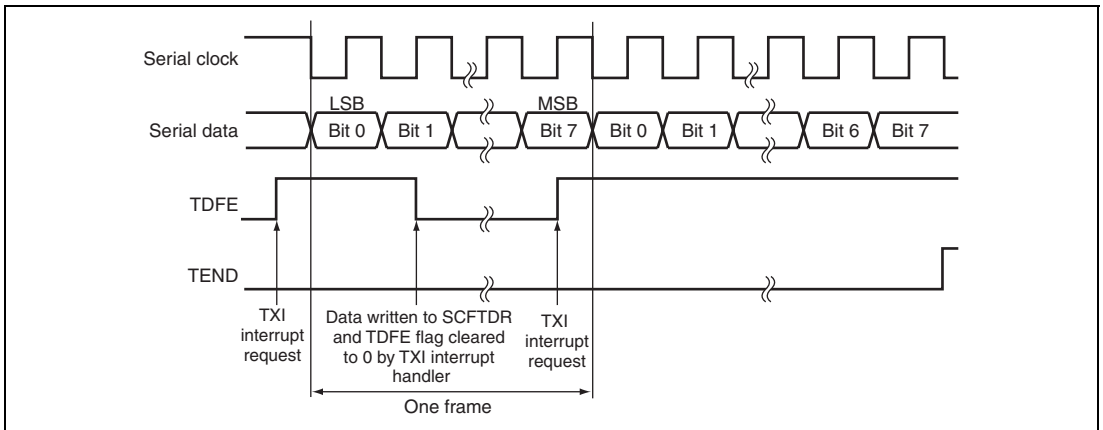 Serial clock
LSB
MSB
Serial data
Bit 0
Bit 1
Bit 7
Bit 0
Bit 1
Bit 6
Bit 7
TDFE
TEND
TXI
interrupt
request
Data written to SCFTDR
and TDFE flag cleared
to 0 by TXI interrupt
handler
TXI
interrupt
request
One frame